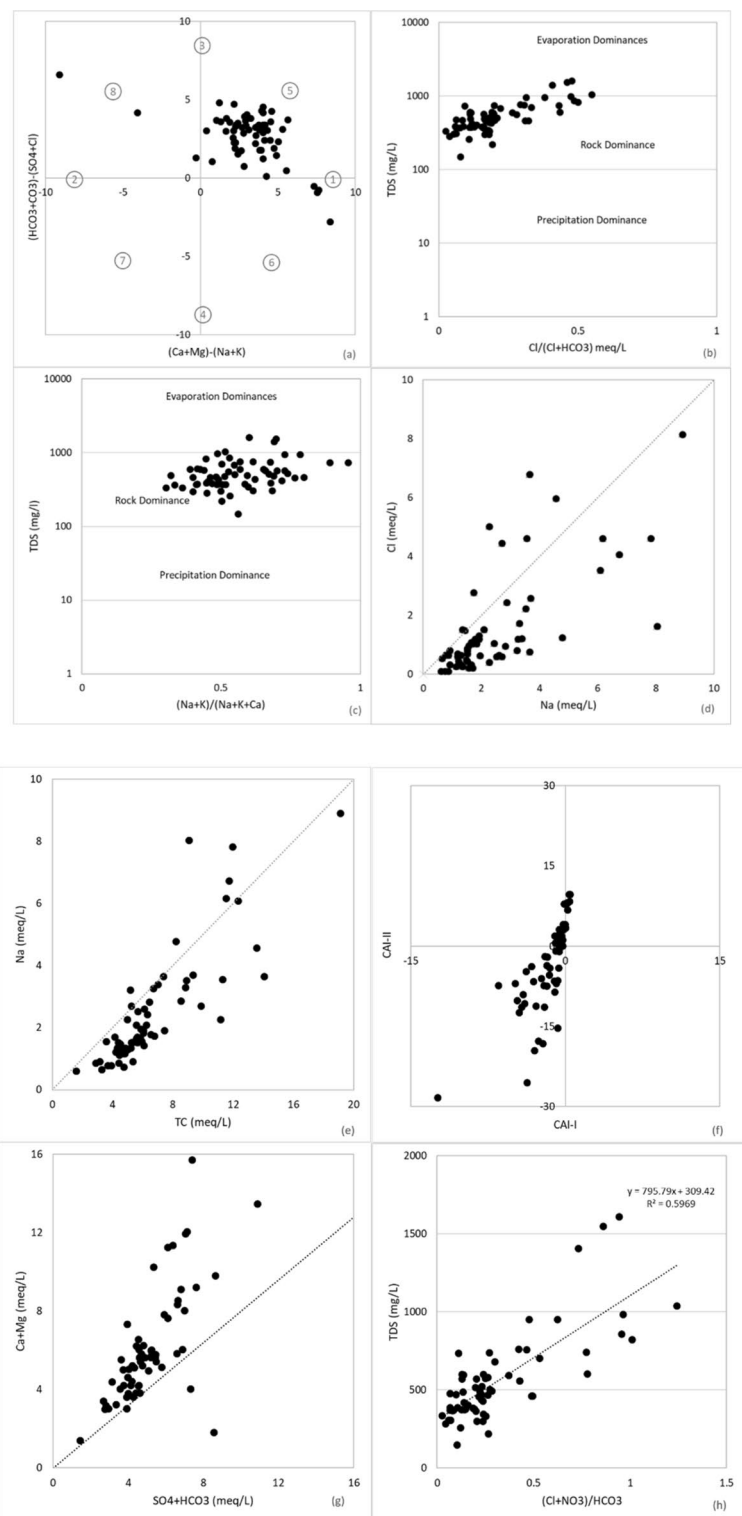 10
3
8
5
5
(HCO3+CO3)-(SO4+Cl)
-10 2 -5 0 0 5 1 10
-5
7
6
4
-10
(Ca+Mg)-(Na+K)
(a)
10000
Evaporation Dominances
1000
TDS (mg/L)
Rock Dominance
100
Precipitation Dominance
10
1
0 0.5 1
Cl/(Cl+HCO3) meq/L
(b)
10000
Evaporation Dominances
1000
TDS (mg/l)
Rock Dominance
100
Precipitation Dominance
10
1
0 0.5 1
(Na+K)/(Na+K+Ca)
(c)
10
8
6
Cl (meq/L)
4
2
0
0 2 4 6 8 10
Na (meq/L)
(d)
10
8
6
Na (meq/L)
4
2
0
0 4 8 12 16 20
TC (meq/L)
(e)
30
15
CAI-II
0
-15 0 15
-15
-30
CAI-I
(f)
16
12
Ca+Mg (meq/L)
8
4
0
0 4 8 12 16
SO4+HCO3 (meq/L)
(g)
2000
y = 795.79x + 309.42
R² = 0.5969
1500
TDS (mg/L)
1000
500
0
0 0.5 1 1.5
(Cl+NO3)/HCO3
(h)